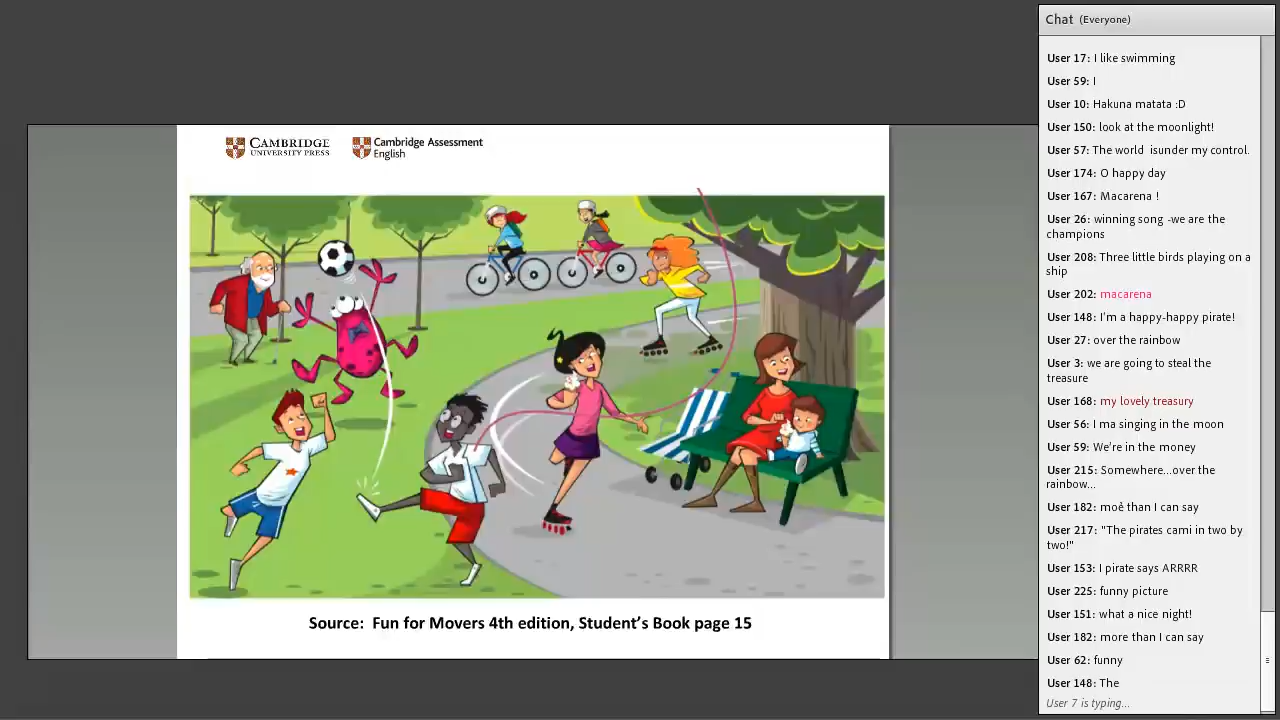 CAMBRIDGE
UNIVERSITY PRESS
Cambridge Assessment
English
Source: Fun for Movers 4th edition, Student's Book page 15
Chat (Everyone)
User 17: I like swimming
User 59: I
User 10: Hakuna matata :D
User 150: look at the moonlight!
User 57: The world isunder my control.
User 174: O happy day
User 167: Macarena !
User 26: winning song -we are the
champions
User 208: Three little birds playing on a
ship
User 202: macarena
User 148: I'm a happy-happy pirate!
User 27: over the rainbow
User 3: we are going to steal the
treasure
User 168: my lovely treasury
User 56: I ma singing in the moon
User 59: We're in the money
User 215: Somewhere...over the
rainbow...
User 182: moè than I can say
User 217: "The pirates cami in two by
two!"
User 153: I pirate says ARRRR
User 225: funny picture
User 151: what a nice night!
User 182: more than I can say
User 62: funny
User 148: The
User 7 is typing...